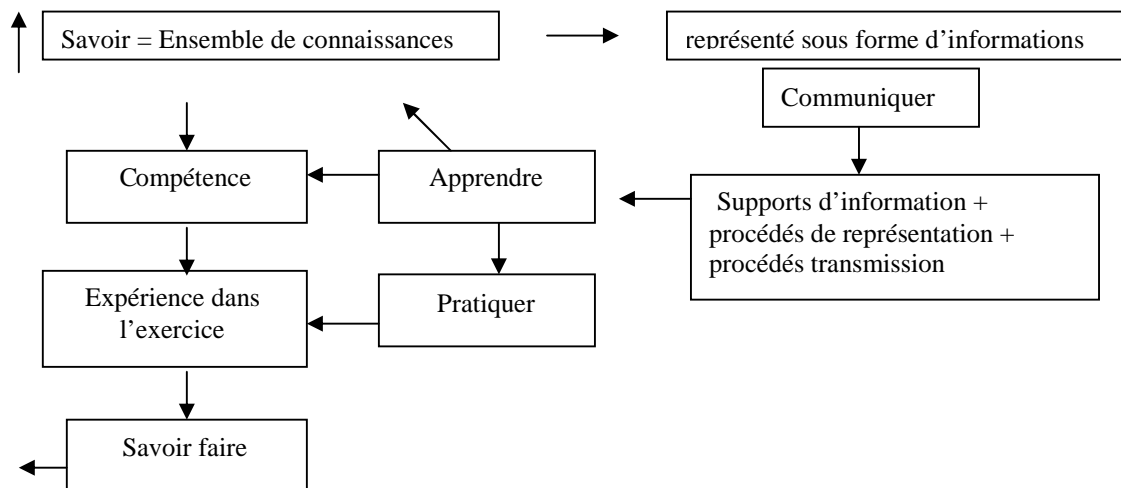 Savoir = Ensemble de connaissances
représenté sous forme d’informations
Communiquer
Compétence
Apprendre
Supports d’information +
procédés de représentation +
procédés transmission
Expérience dans
l’exercice
Pratiquer
Savoir faire